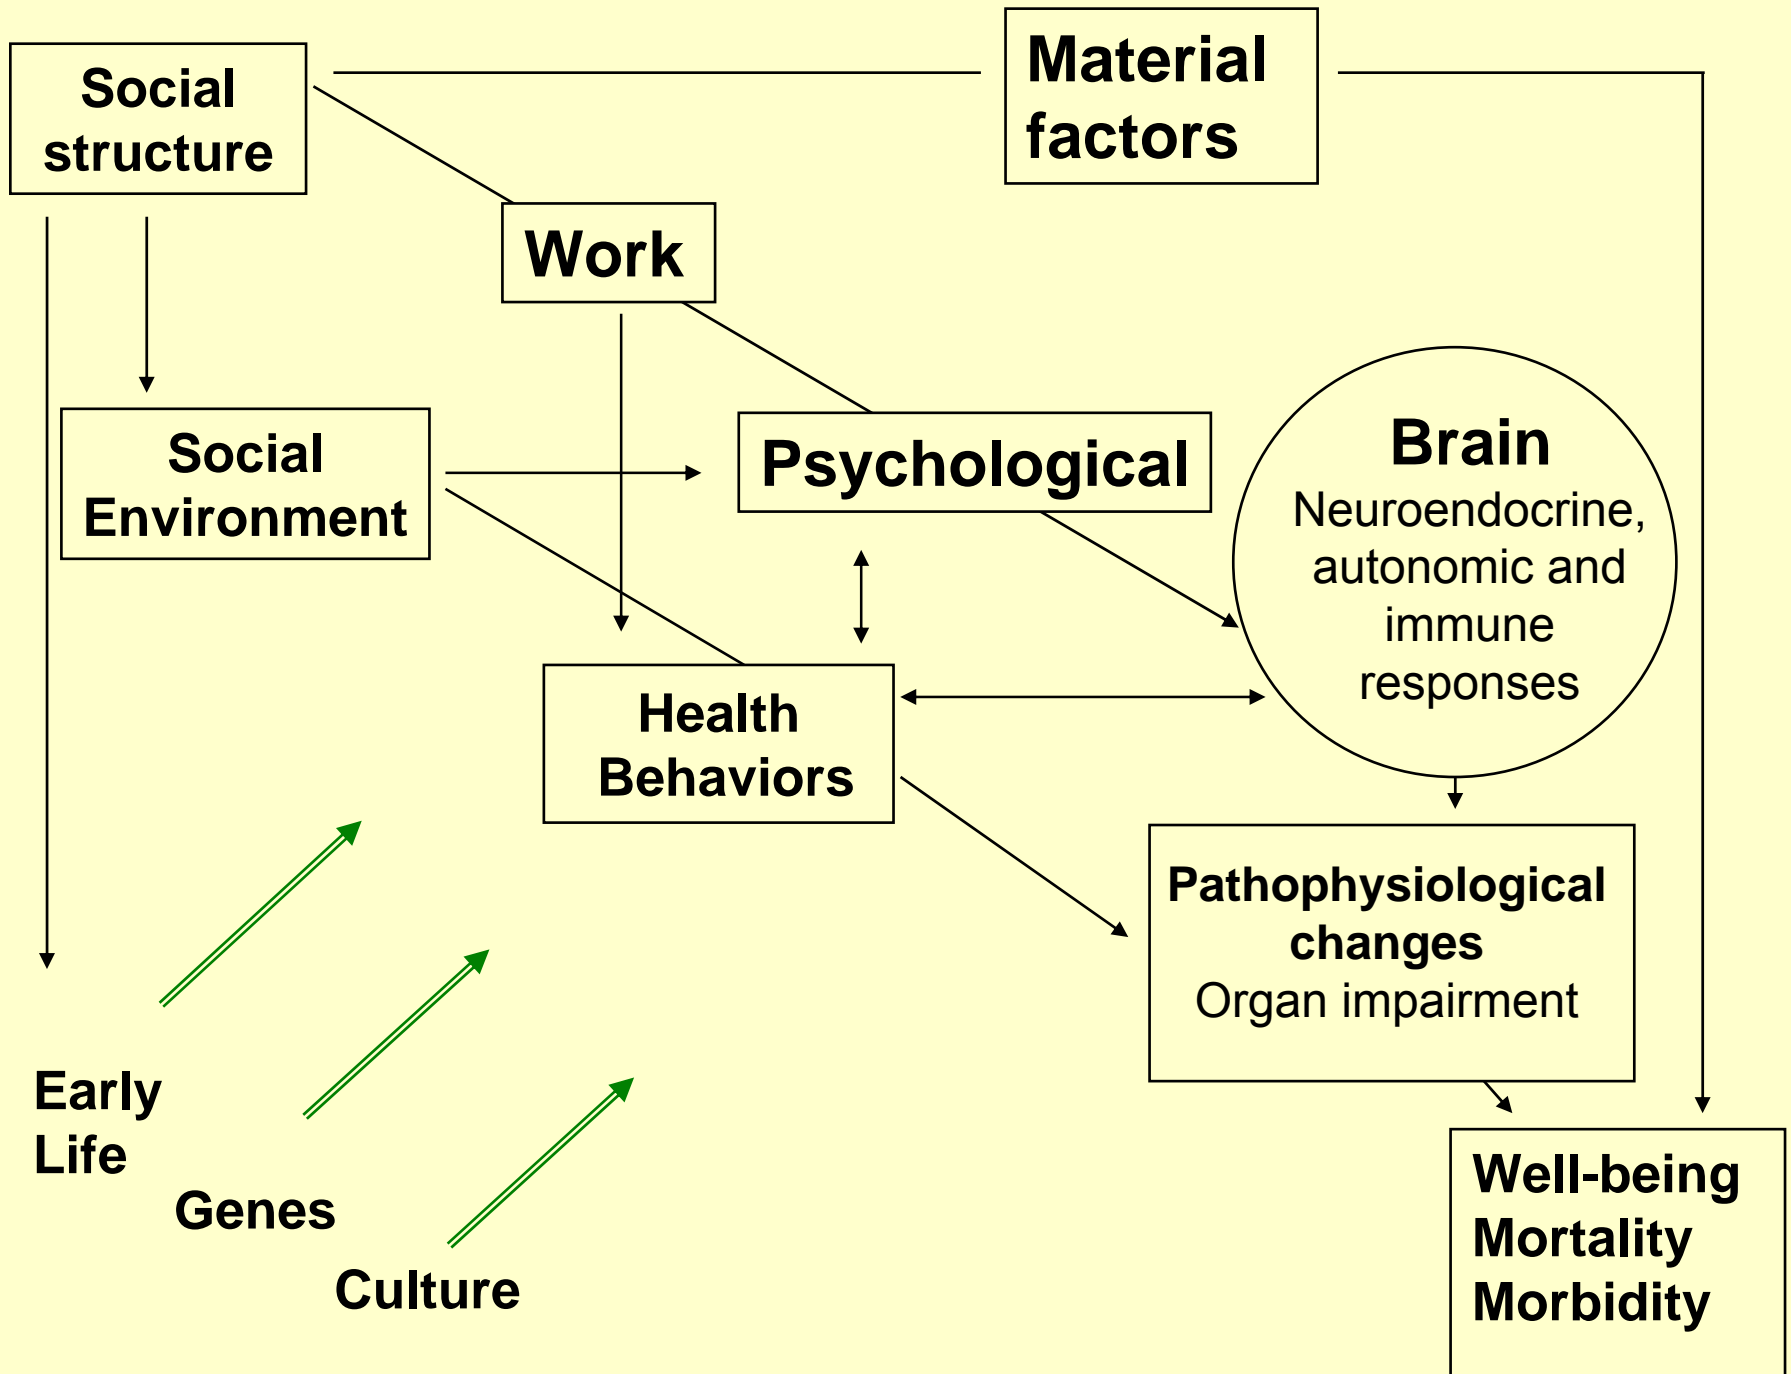 Social
structure
Material
factors
Work
Social
Environment
Psychological
Brain
Neuroendocrine,
autonomic and
immune
responses
Health
Behaviors
Pathophysiological
changes
Organ impairment
Early
Life
Genes
Culture
Well-being
Mortality
Morbidity